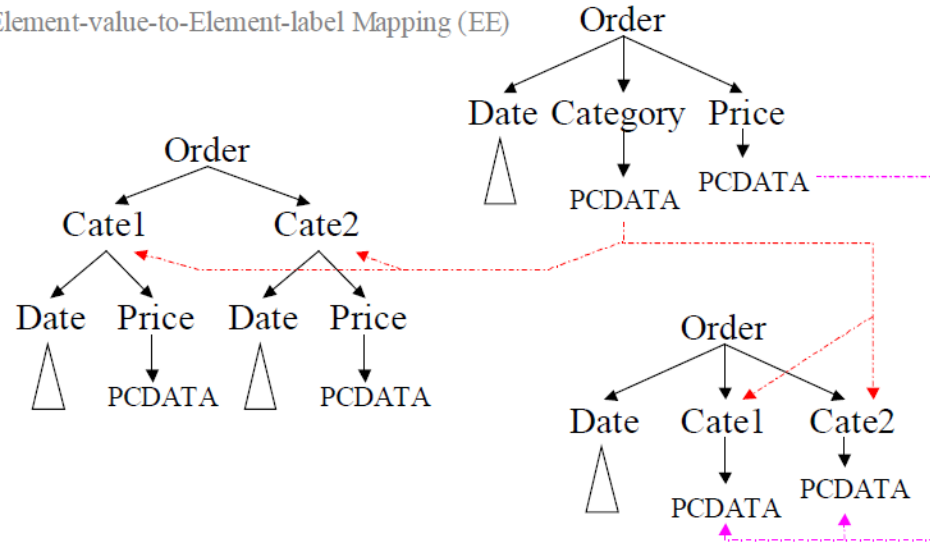 Element-value-to-Element-label Mapping (EE)
Order
Date Category Price
PCDATA
PCDATA
Order
Cate1 Cate2
Date Price Date Price
PCDATA PCDATA
Order
Date Cate1 Cate2
PCDATA
PCDATA